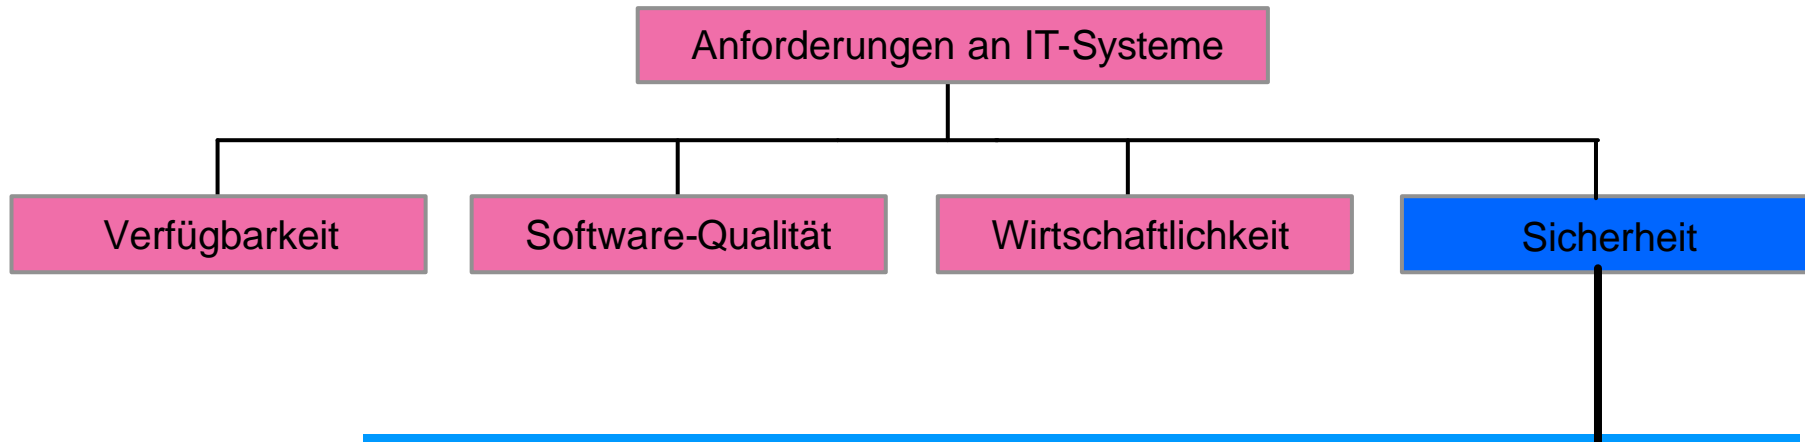 Anforderungen an IT-Systeme
Verfügbarkeit
Software-Qualität
Wirtschaftlichkeit
Sicherheit